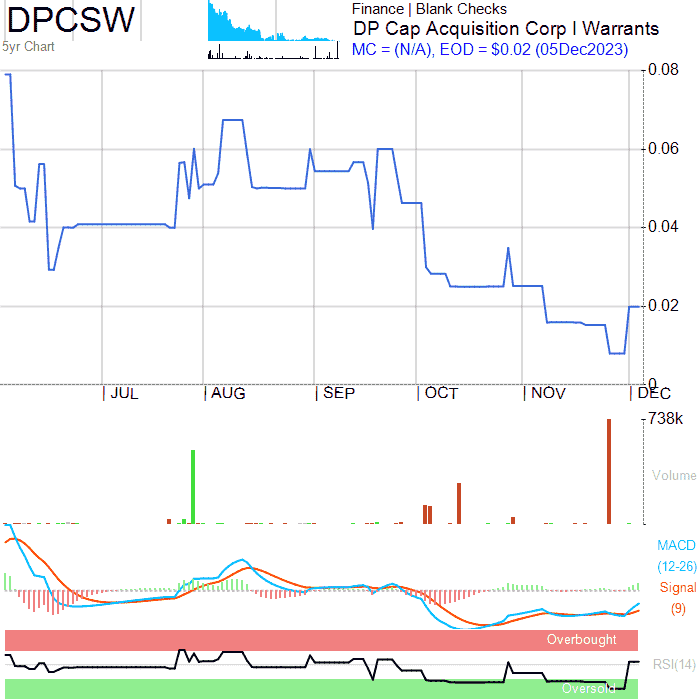 DPCSW
5yr Chart
Finance | Blank Checks
DP Cap Acquisition Corp I Warrants
MC = (N/A), EOD = $0.02 (05Dec2023)
0.08
0.06
0.04
0.02
0
JUL AUG SEP OCT NOV DEC
738k
Volume
MACD
(12-26)
Signal
(9)
Overbought
RSI(14)
Oversold